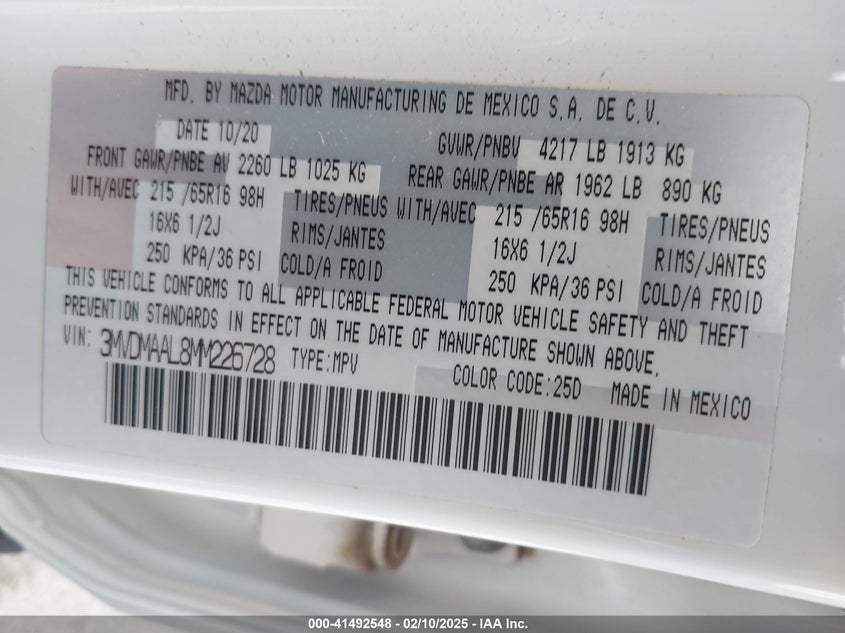 MFD. BY MAZDA MOTOR MANUFACTURING DE MEXICO S.A. DE C.V.
DATE 10/20 GVWR/PNBV 4217 LB 1913 KG
FRONT GAWR/PNBE AV 2260 LB 1025 KG REAR GAWR/PNBE AR 1962 LB 890 KG
WITH/AVEC 215 /65R16 98H TIRES/PNEUS WITH/AVEC 215 /65R16 98H TIRES/PNEUS
16X6 1/2J RIMS/JANTES 16X6 1/2J RIMS/JANTES
250 KPA/36 PSI COLD/A FROID 250 KPA/36 PSI COLD/A FROID
THIS VEHICLE CONFORMS TO ALL APPLICABLE FEDERAL MOTOR VEHICLE SAFETY AND THEFT
PREVENTION STANDARDS IN EFFECT ON THE DATE OF MANUFACTURE SHOWN ABOVE.
VIN: 3MVDMAAL8MM226728 TYPE:MPV COLOR CODE:25D MADE IN MEXICO
000-41492548 - 02/10/2025 - IAA Inc.